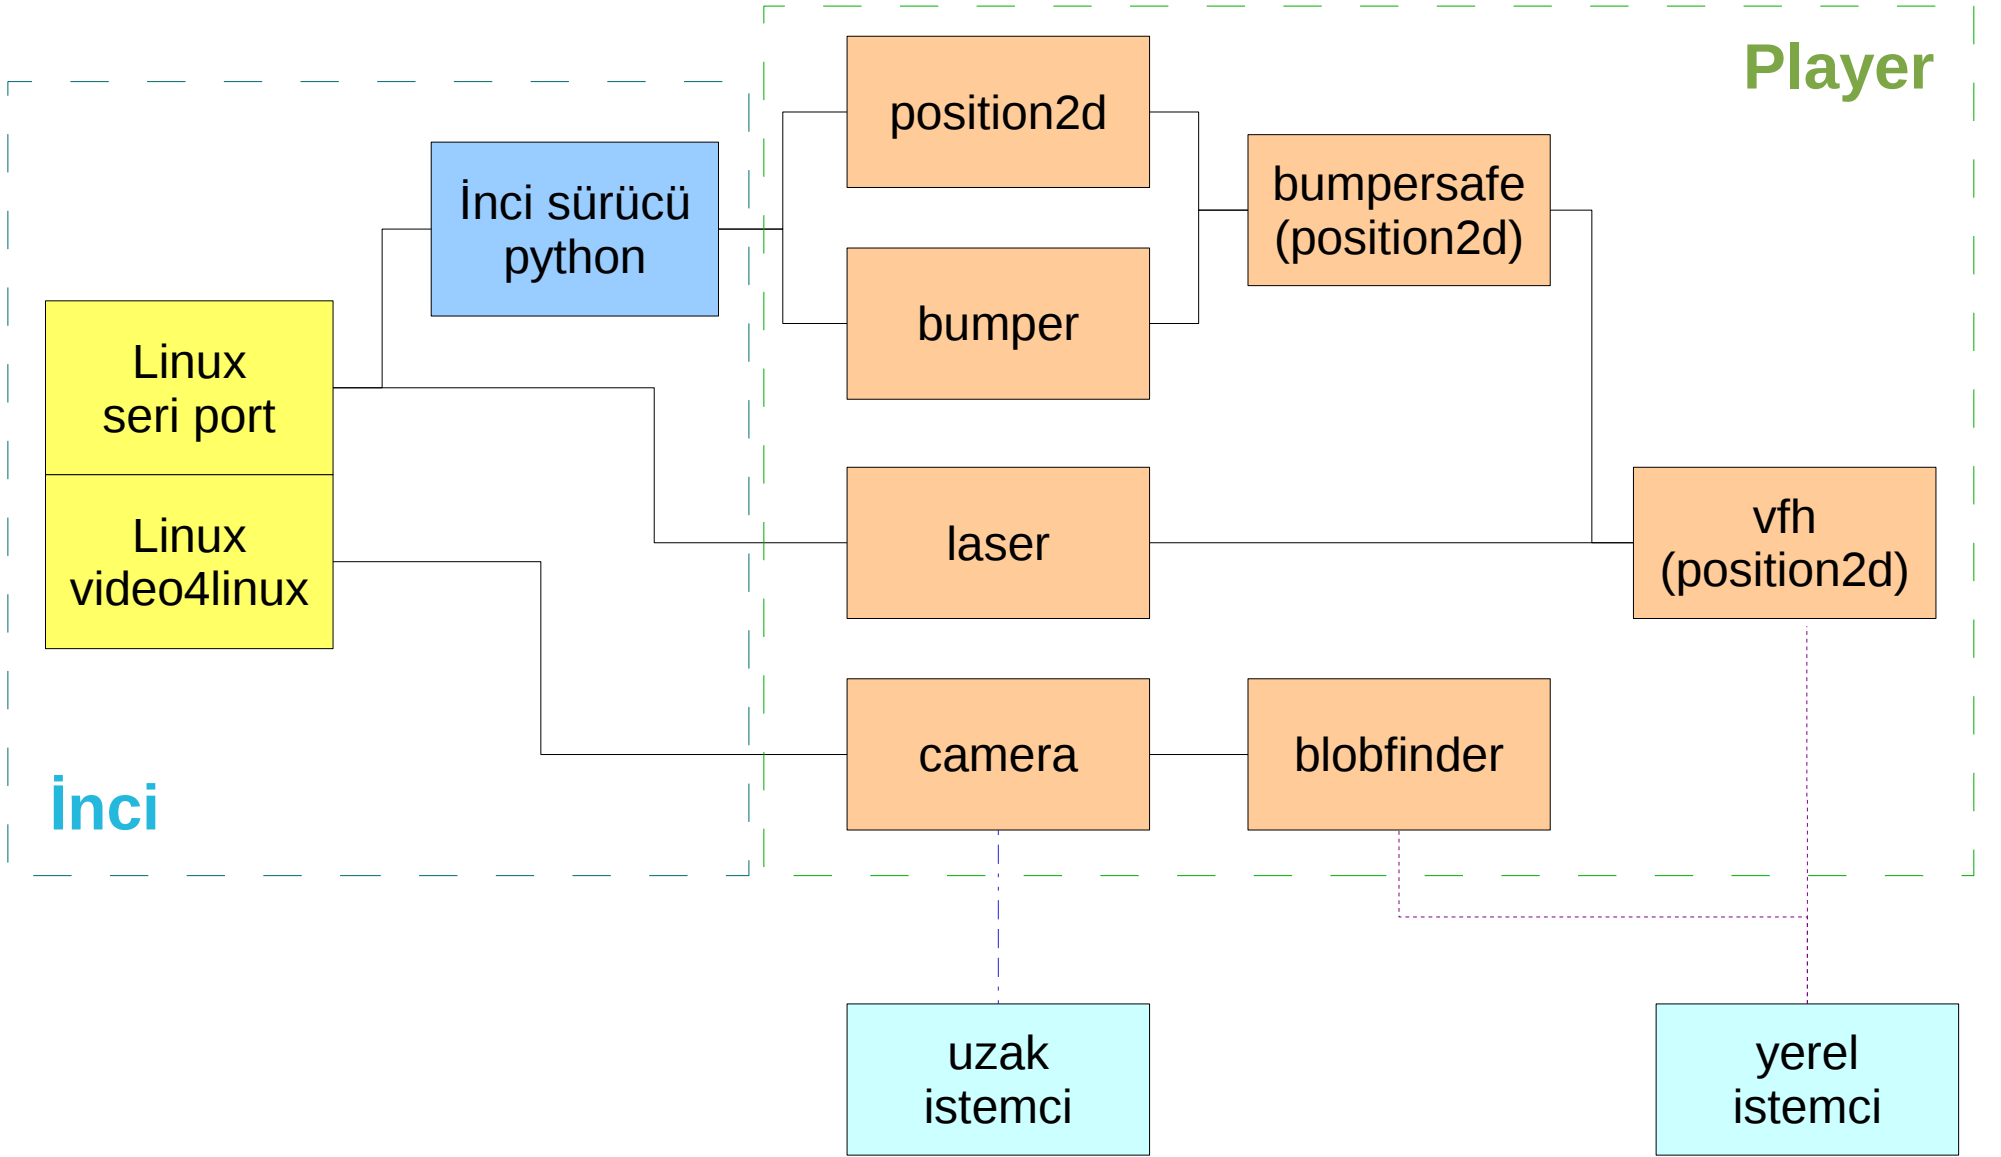 Player
position2d
İnci sürücü
python
bumpersafe
(position2d)
bumper
Linux
seri port
Linux
video4linux
laser
vfh
(position2d)
camera
blobfinder
İnci
uzak
istemci
yerel
istemci